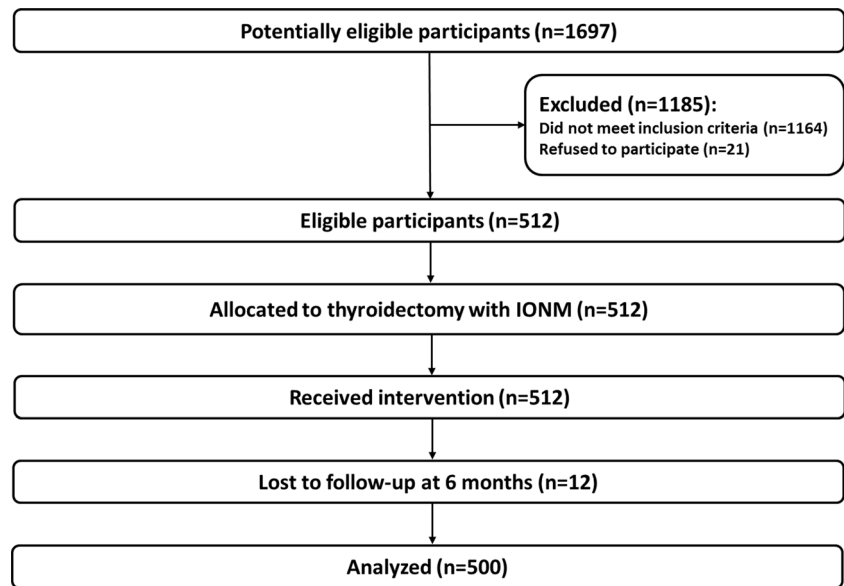 Potentially eligible participants (n=1697)
Excluded (n=1185):
Did not meet inclusion criteria (n=1164)
Refused to participate (n=21)
Eligible participants (n=512)
Allocated to thyroidectomy with IONM (n=512)
Received intervention (n=512)
Lost to follow-up at 6 months (n=12)
Analyzed (n=500)